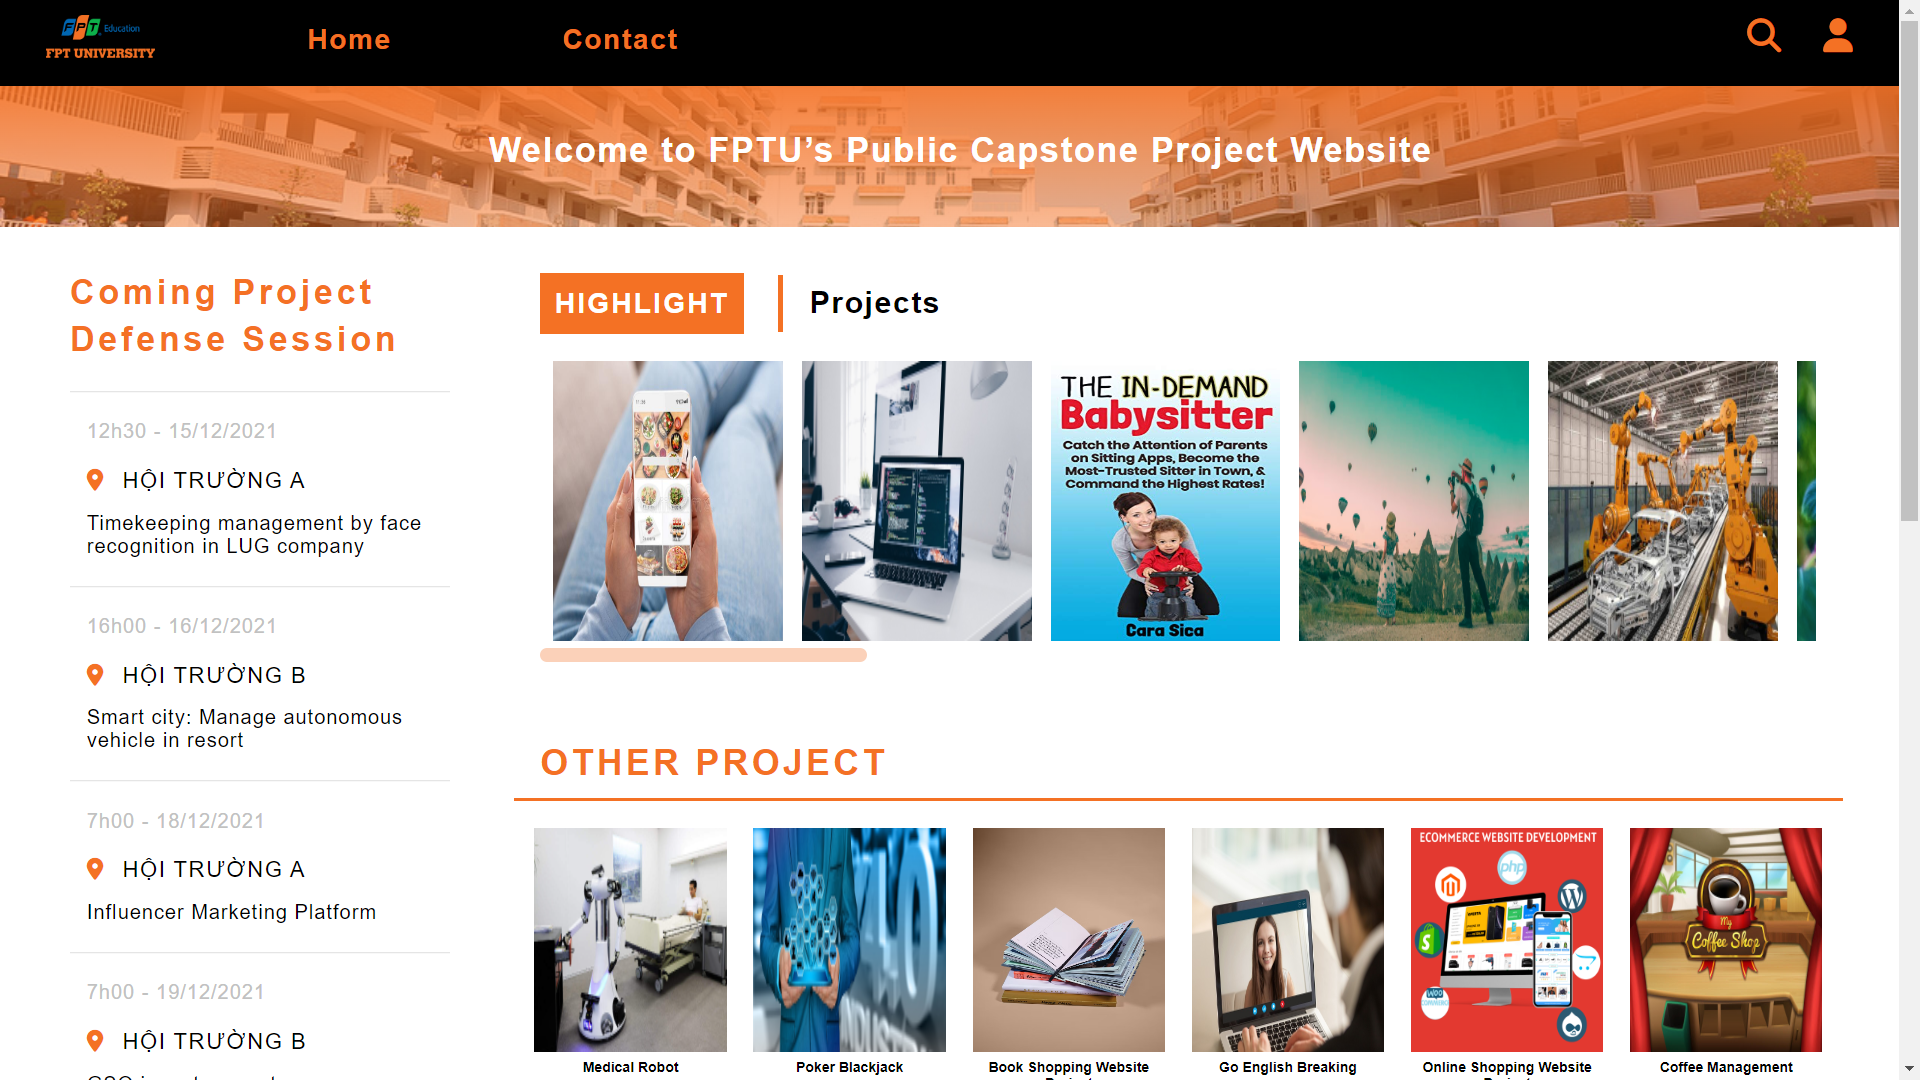 FPT Education
FPT UNIVERSITY
Home
Contact
Welcome to FPTU’s Public Capstone Project Website
Coming Project
Defense Session
12h30 - 15/12/2021
HỘI TRƯỜNG A
Timekeeping management by face
recognition in LUG company
16h00 - 16/12/2021
HỘI TRƯỜNG B
Smart city: Manage autonomous
vehicle in resort
7h00 - 18/12/2021
HỘI TRƯỜNG A
Influencer Marketing Platform
7h00 - 19/12/2021
HỘI TRƯỜNG B
HIGHLIGHT
Projects
THE IN-DEMAND
Babysitter
Catch the Attention of Parents
on Sitting Apps, Become the
Most-Trusted Sitter in Town, &
Command the Highest Rates!
Cara Sica
OTHER PROJECT
ECOMMERCE WEBSITE DEVELOPMENT
php
WOO
COMMERCE
My
Coffee Shop
Medical Robot
Poker Blackjack
Book Shopping Website
Go English Breaking
Online Shopping Website
Coffee Management